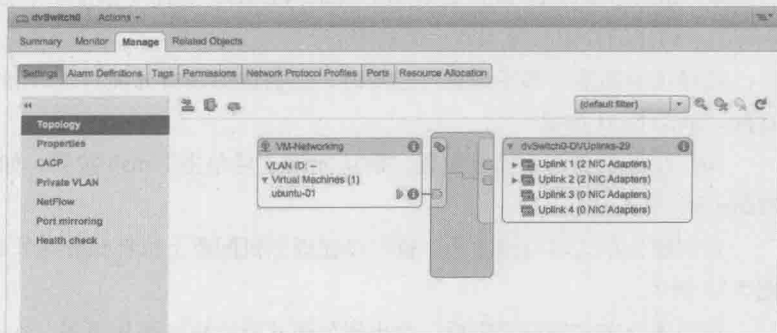 dvSwitch0 Actions
Summary Monitor Manage Related Objects
Settings Alarm Definitions Tags Permissions Network Protocol Profiles Ports Resource Allocation
(default filter)
Topology
Properties
LACP
Private VLAN
NetFlow
Port mirroring
Health check
VM-Networking
VLAN ID: --
Virtual Machines (1)
ubuntu-01
dvSwitch0-DVUplinks-29
Uplink 1 (2 NIC Adapters)
Uplink 2 (2 NIC Adapters)
Uplink 3 (0 NIC Adapters)
Uplink 4 (0 NIC Adapters)